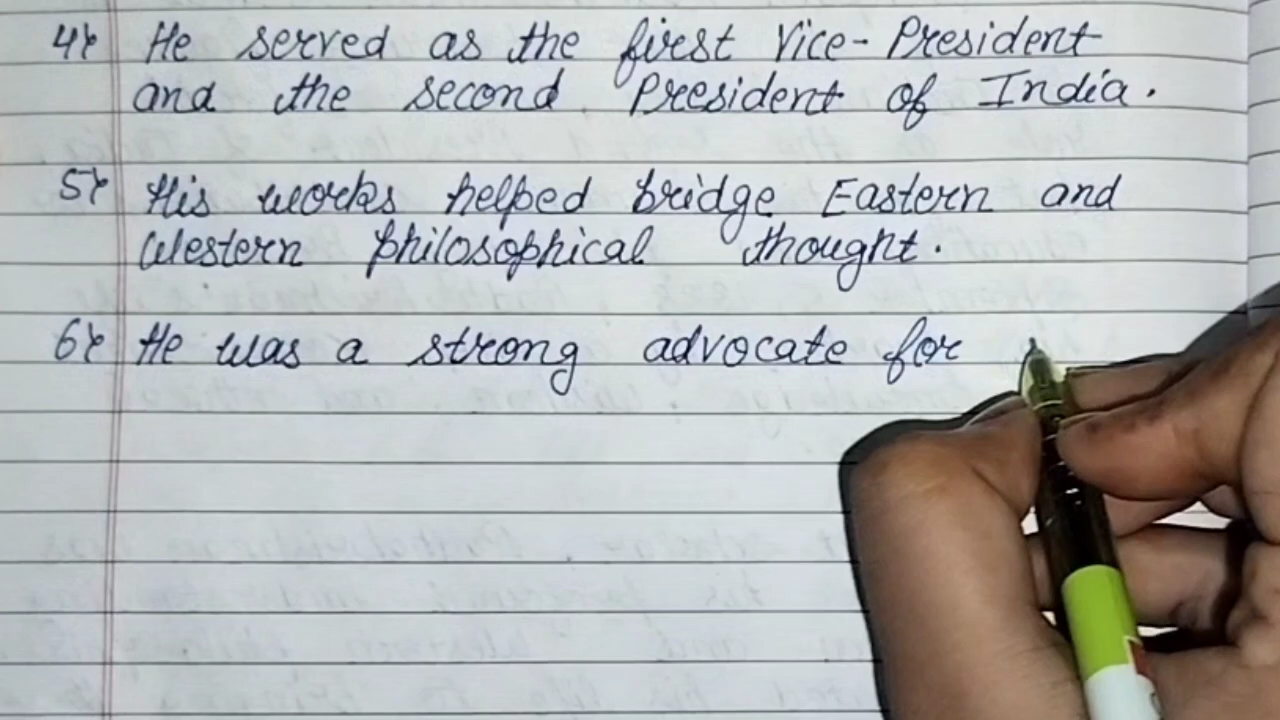 4) He served as the first Vice-President
and the second President of India.
5) His works helped bridge Eastern and
Western philosophical thought.
6) He was a strong advocate for